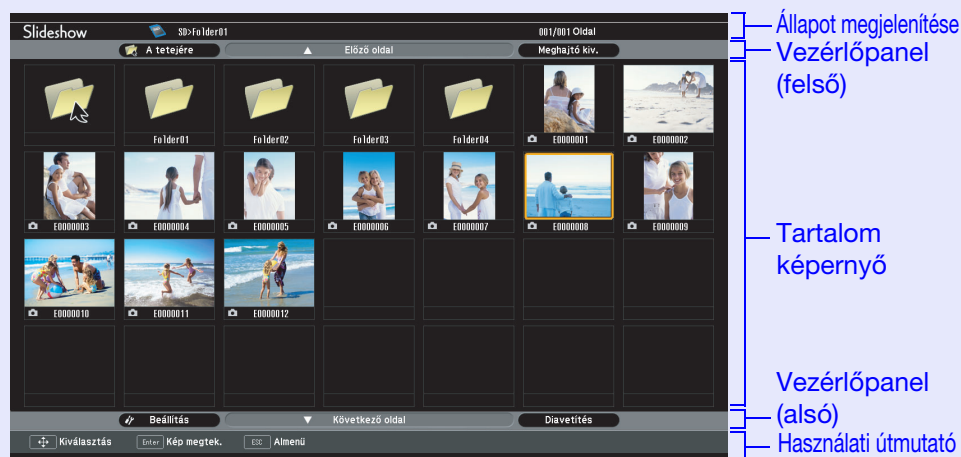 Slideshow SD>Folder01 001/001 Oldal
A tetejére ▲ Előző oldal Meghajtó kiv.
Folder01 Folder02 Folder03 Folder04 E0000001 E0000002
E0000003 E0000004 E0000005 E0000006 E0000007 E0000008 E0000009
E0000010 E0000011 E0000012
Beállítás ▼ Következő oldal Diavetítés
Kiválasztás Enter Kép megtek. ESC Almenü
Állapot megjelenítése
Vezérlőpanel
(felső)
Tartalom
képernyő
Vezérlőpanel
(alsó)
Használati útmutató